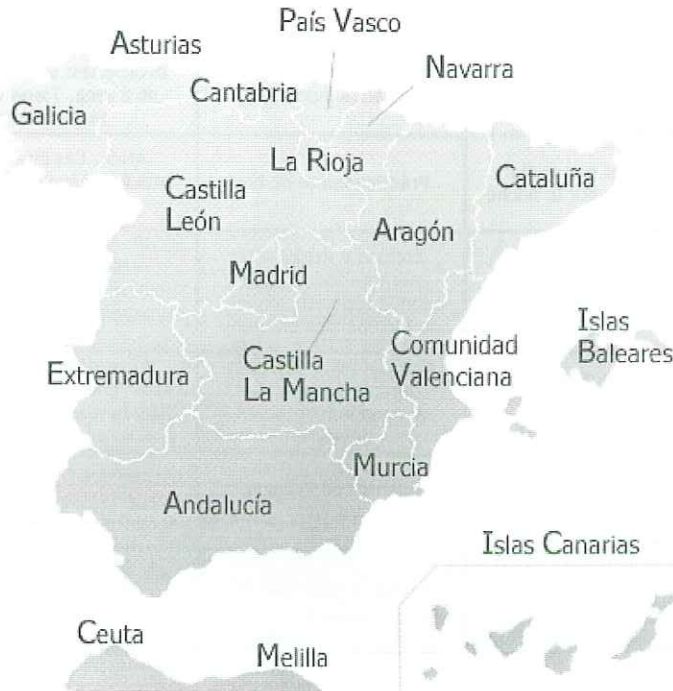 País Vasco
Asturias
Navarra
Cantabria
Galicia
La Rioja
Cataluña
Castilla
León
Aragón
Madrid
Islas
Baleares
Comunidad
Valenciana
Castilla
La Mancha
Extremadura
Murcia
Andalucía
Islas Canarias
Ceuta
Melilla